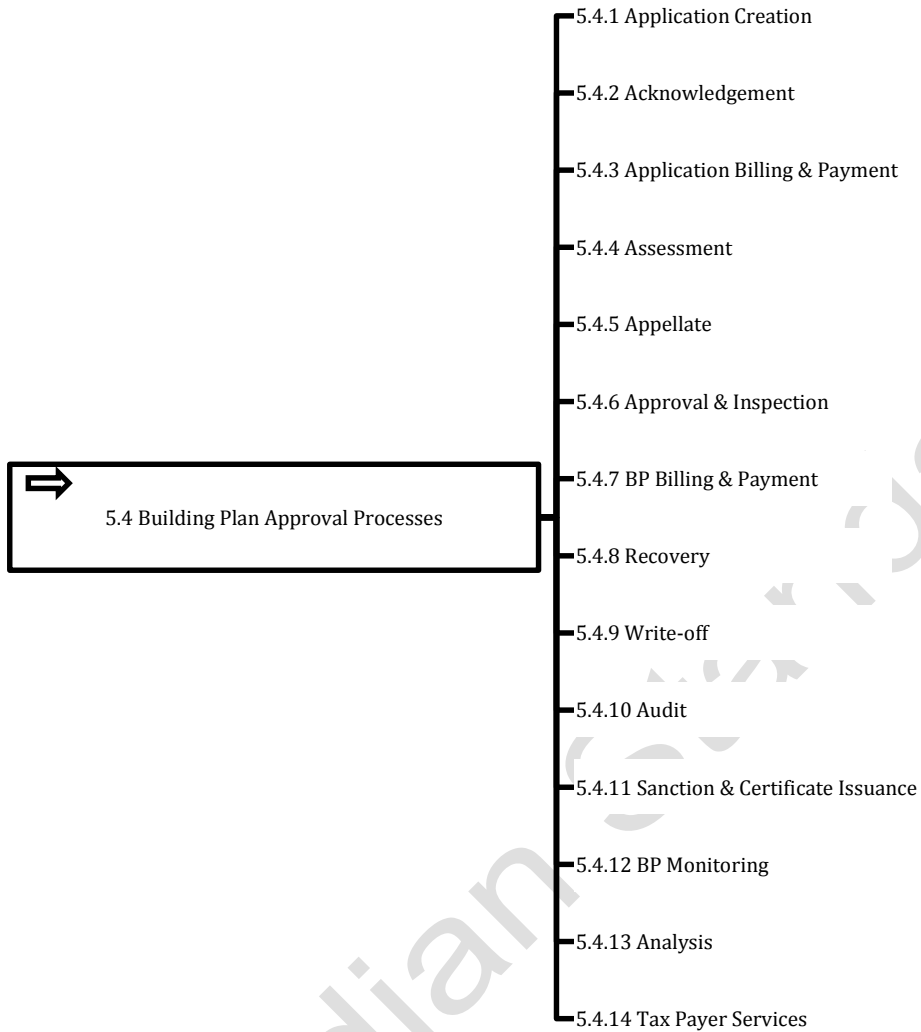 5.4.1 Application Creation
5.4.2 Acknowledgement
5.4.3 Application Billing & Payment
5.4.4 Assessment
5.4.5 Appellate
5.4.6 Approval & Inspection
5.4 Building Plan Approval Processes
5.4.7 BP Billing & Payment
5.4.8 Recovery
5.4.9 Write-off
5.4.10 Audit
5.4.11 Sanction & Certificate Issuance
5.4.12 BP Monitoring
5.4.13 Analysis
5.4.14 Tax Payer Services